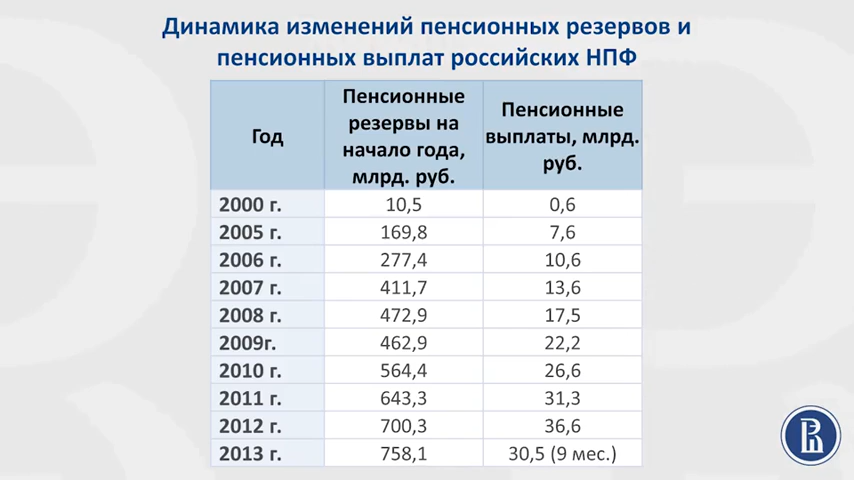 Динамика изменений пенсионных резервов и
пенсионных выплат российских НПФ
Год
Пенсионные
резервы на
начало года,
млрд. руб.
Пенсионные
выплаты, млрд.
руб.
2000 г. 10,5 0,6
2005 г. 169,8 7,6
2006 г. 277,4 10,6
2007 г. 411,7 13,6
2008 г. 472,9 17,5
2009г. 462,9 22,2
2010 г. 564,4 26,6
2011 г. 643,3 31,3
2012 г. 700,3 36,6
2013 г. 758,1 30,5 (9 мес.)